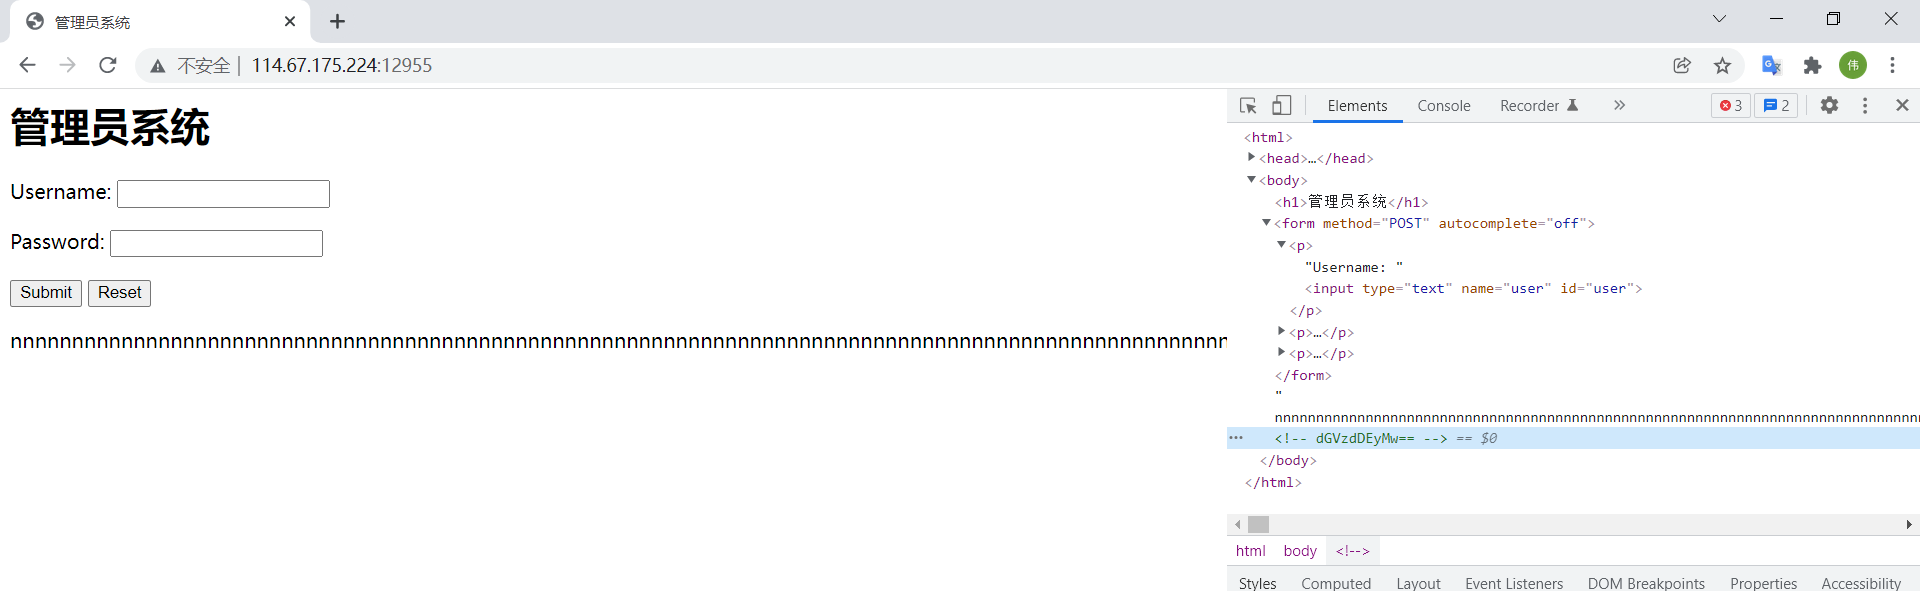 管理员系统
不安全 | 114.67.175.224:12955
伟
管理员系统
Username:
Password:
Submit Reset
nnnnnnnnnnnnnnnnnnnnnnnnnnnnnnnnnnnnnnnnnnnnnnnnnnnnnnnnnnnnnnnnnnnnnnnnnnnnnnnnnnnnnnnnnnnnnnnnnnn
Elements Console Recorder 3 2
<html>
<head>…</head>
<body>
<h1>管理员系统</h1>
<form method="POST" autocomplete="off">
<p>
"Username: "
<input type="text" name="user" id="user">
</p>
<p>…</p>
<p>…</p>
</form>
"
nnnnnnnnnnnnnnnnnnnnnnnnnnnnnnnnnnnnnnnnnnnnnnnnnnnnnnnnnnnnnnnnnnnnnnnnnnnnnnnn
<!-- dGVzdDEyMw== --> == $0
</body>
</html>
html body <!-->
Styles Computed Layout Event Listeners DOM Breakpoints Properties Accessibility